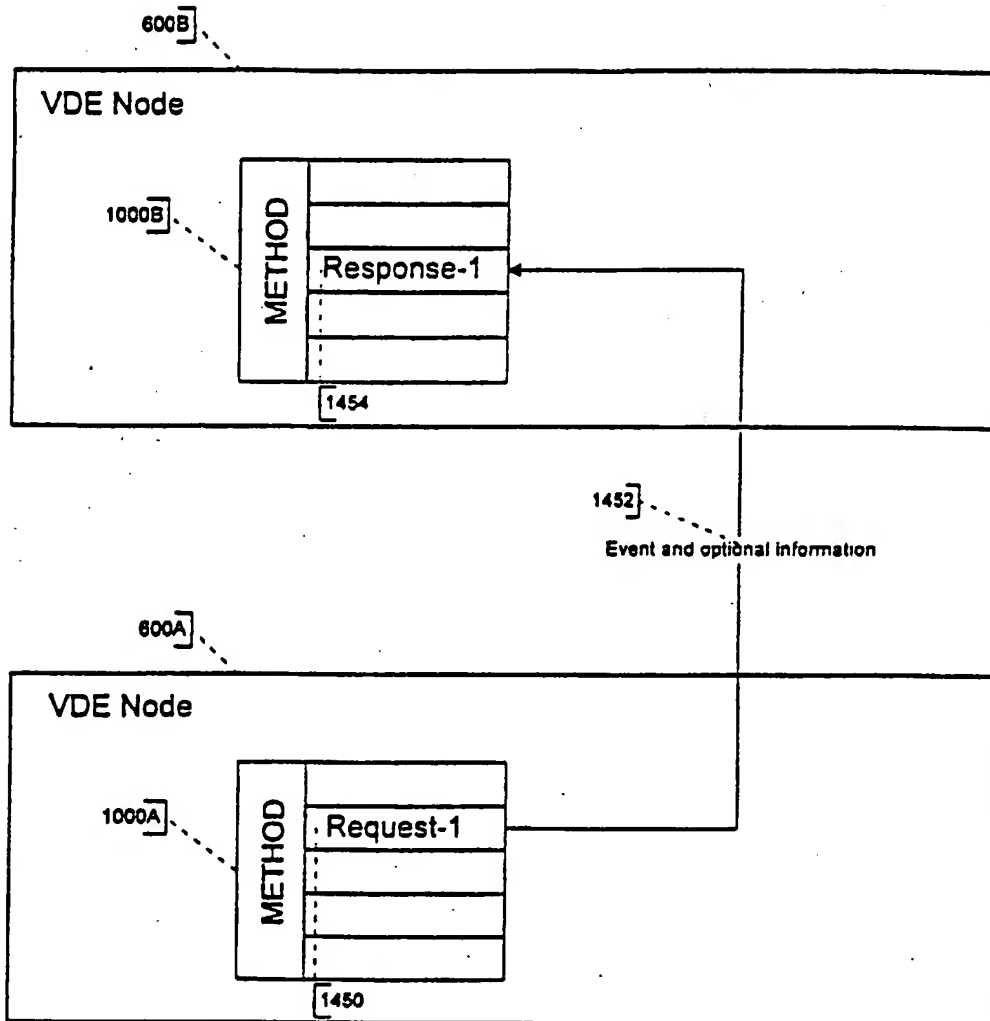 600B
VDE Node
1000B
METHOD
Response-1
1454
1452
Event and optional information
600A
VDE Node
1000A
METHOD
Request-1
1450